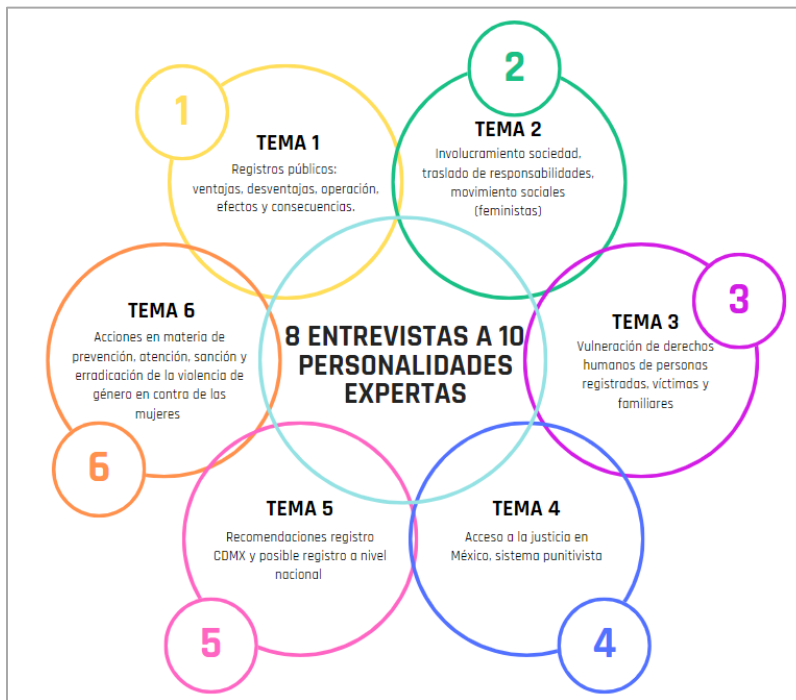 1
TEMA 1
Registros públicos:
ventajas, desventajas, operación,
efectos y consecuencias.
2
TEMA 2
Involucramiento sociedad,
traslado de responsabilidades,
movimiento sociales
(feministas)
3
TEMA 3
Vulneración de derechos
humanos de personas
registradas, víctimas y
familiares
8 ENTREVISTAS A 10
PERSONALIDADES
EXPERTAS
TEMA 4
Acceso a la justicia en
México, sistema punitivista
4
TEMA 5
Recomendaciones registro
CDMX y posible registro a nivel
nacional
5
TEMA 6
Acciones en materia de
prevención, atención, sanción y
erradicación de la violencia de
género en contra de las
mujeres
6